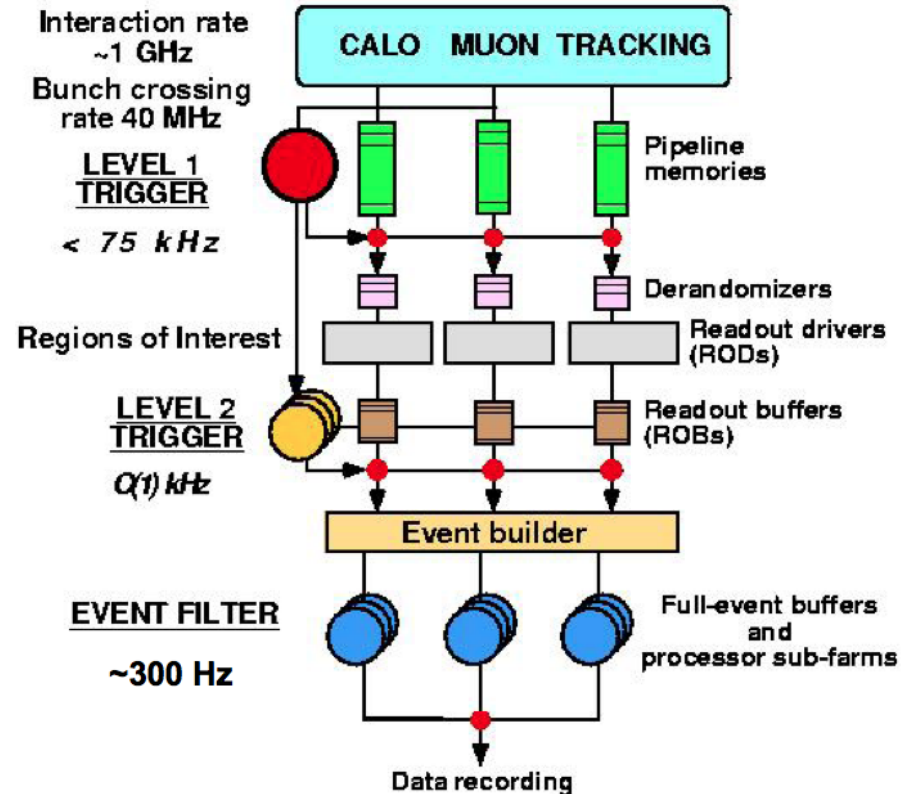 Interaction rate
~1 GHz
CALO MUON TRACKING
Bunch crossing
rate 40 MHz
LEVEL 1
TRIGGER
< 75 kHz
Pipeline
memories
Derandomizers
Readout drivers
(RODs)
Regions of Interest
LEVEL 2
TRIGGER
O(1) kHz
Readout buffers
(ROBs)
Event builder
EVENT FILTER
~300 Hz
Full-event buffers
and
processor sub-farms
Data recording